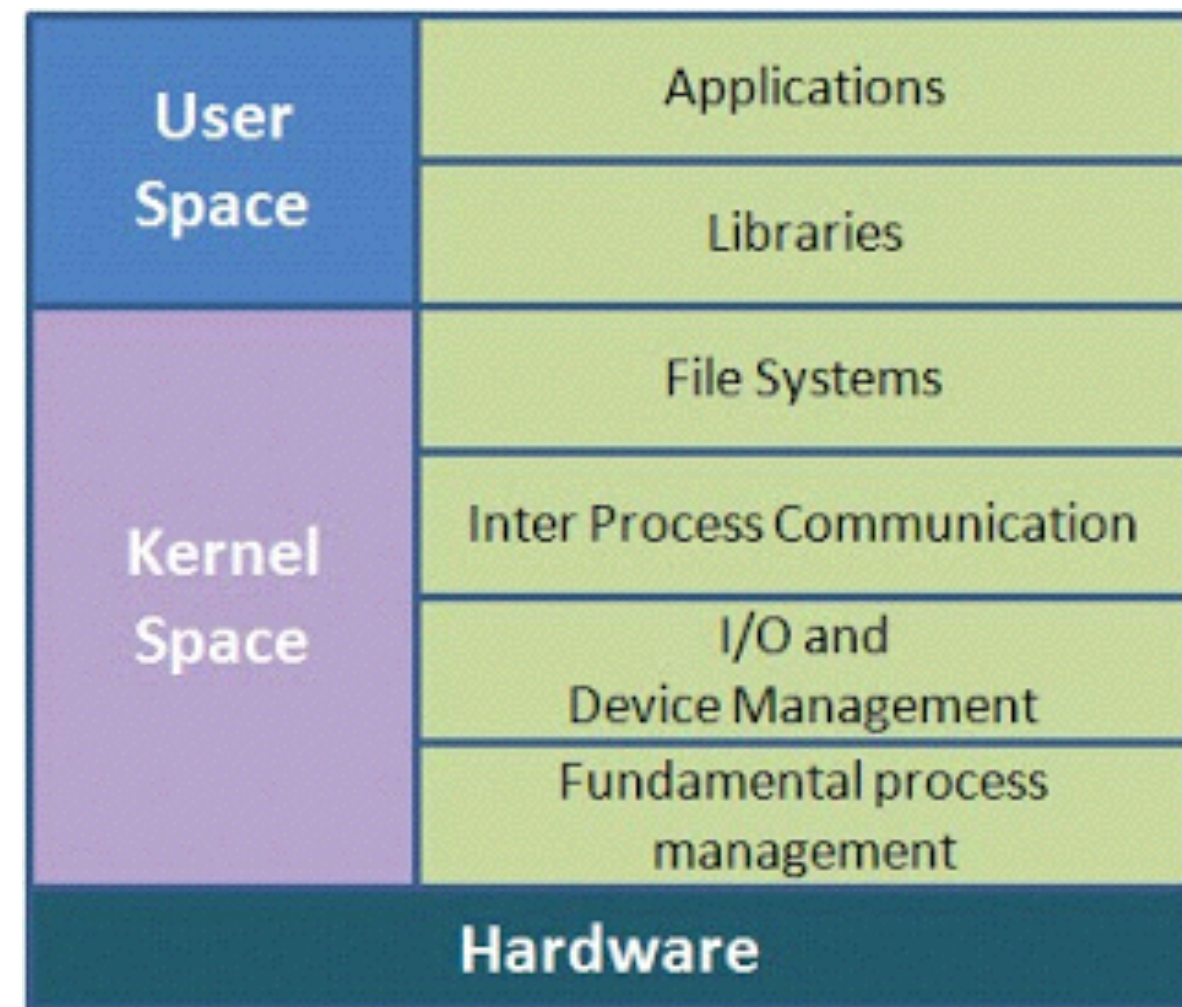 User
Space
Applications
Libraries
Kernel
Space
File Systems
Inter Process Communication
I/O and
Device Management
Fundamental process
management
Hardware